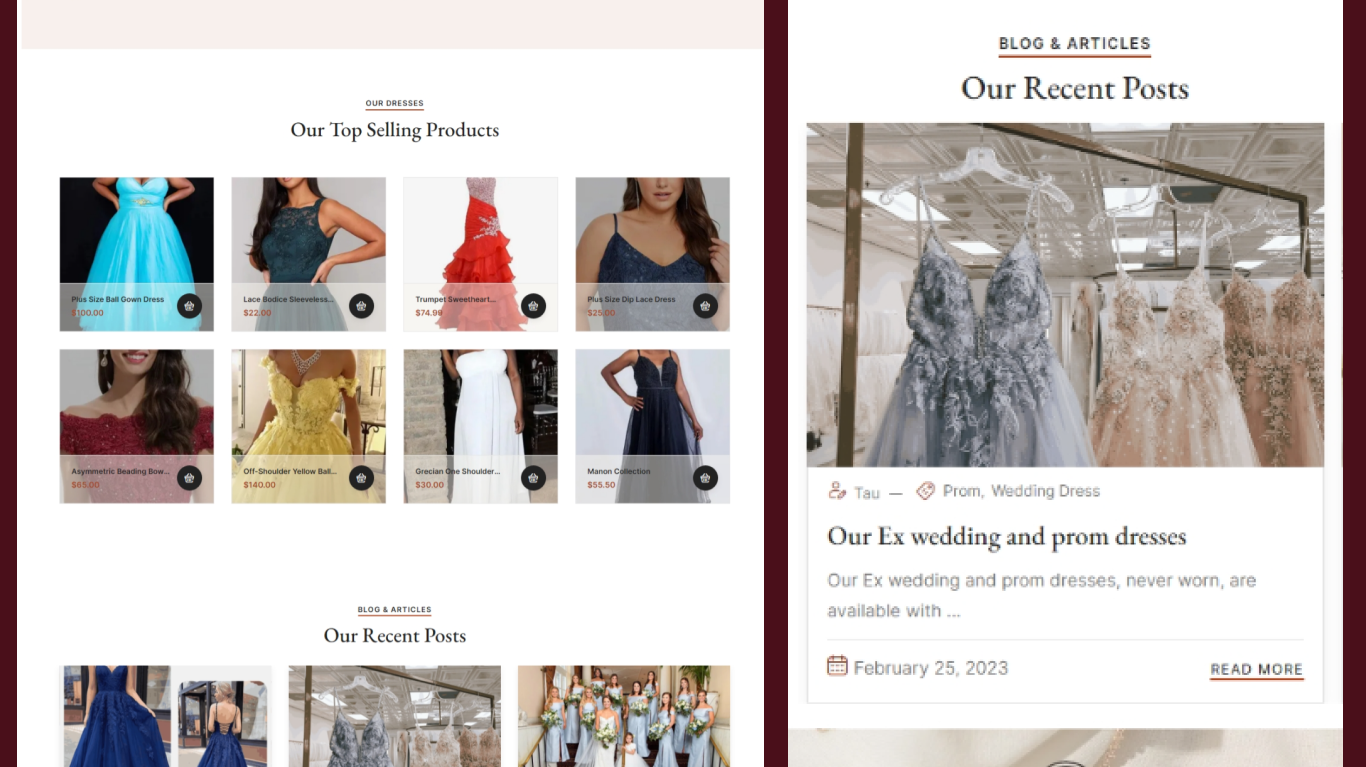 OUR DRESSES
Our Top Selling Products
Plus Size Ball Gown Dress
$100.00
Lace Bodice Sleeveless...
$22.00
Trumpet Sweetheart...
$74.99
Plus Size Dip Lace Dress
$25.00
Asymmetric Beading Bow...
$65.00
Off-Shoulder Yellow Ball...
$140.00
Grecian One Shoulder...
$30.00
Manon Collection
$55.50
BLOG & ARTICLES
Our Recent Posts
BLOG & ARTICLES
Our Recent Posts
Tau — Prom, Wedding Dress
Our Ex wedding and prom dresses
Our Ex wedding and prom dresses, never worn, are
available with ...
February 25, 2023 READ MORE